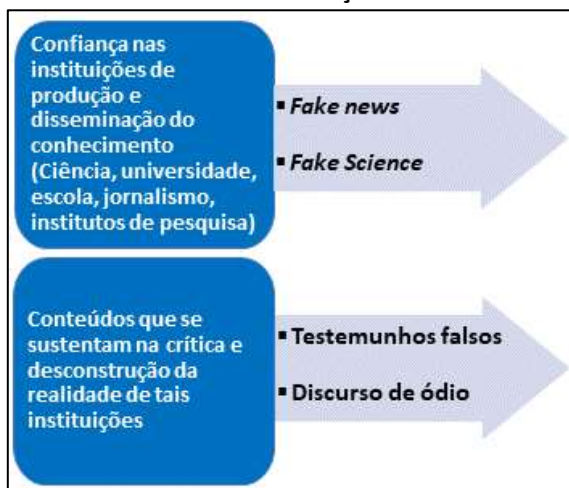 Confiança nas
instituições de
produção e
disseminação do
conhecimento
(Ciência, universidade,
escola, jornalismo,
institutos de pesquisa)
▪ Fake news
▪ Fake Science
Conteúdos que se
sustentam na crítica e
desconstrução da
realidade de tais
instituições
▪ Testemunhos falsos
▪ Discurso de ódio